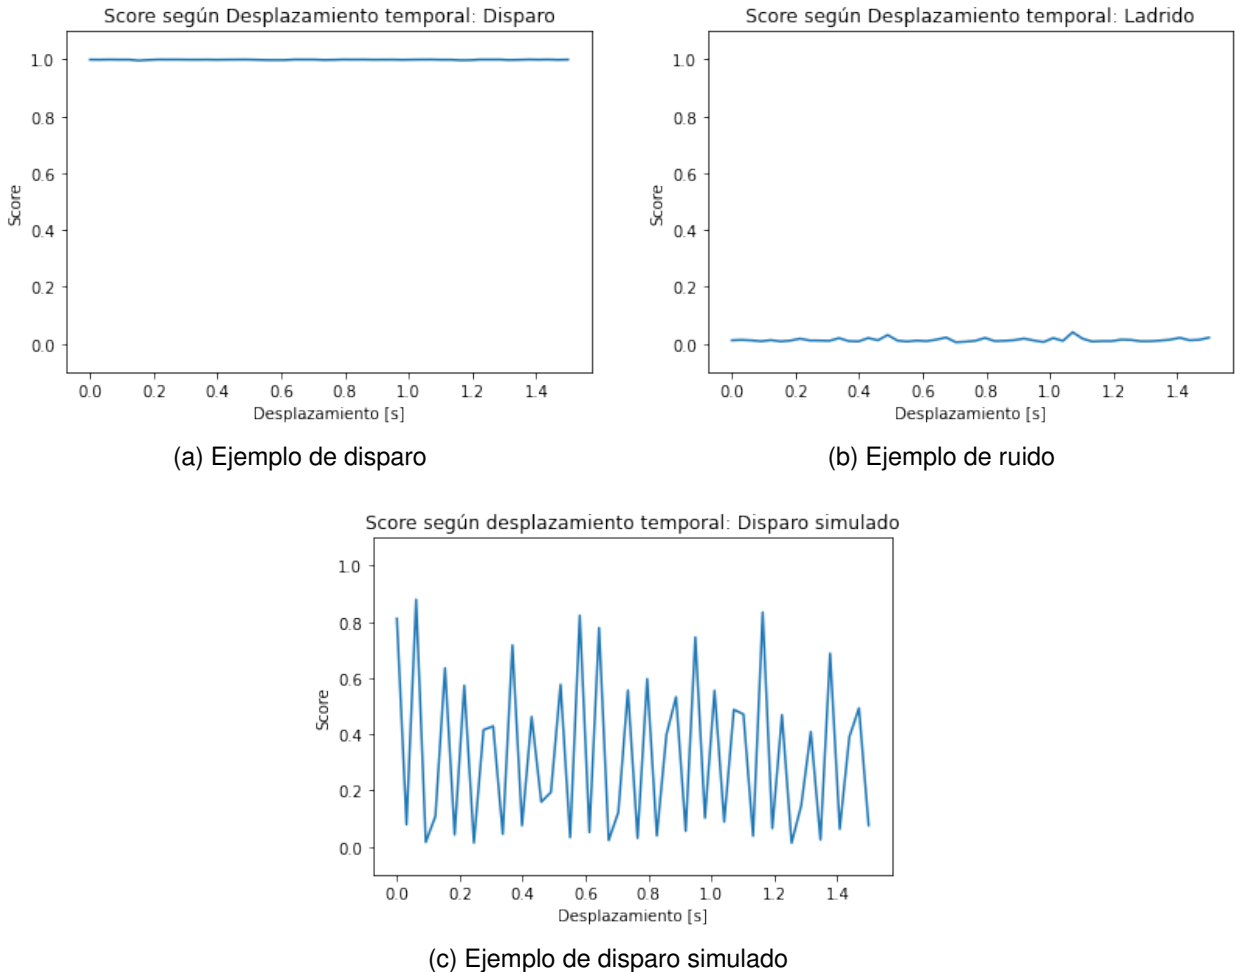 Score según Desplazamiento temporal: Disparo
1.0
0.8
0.6
0.4
0.2
0.0
Score
0.0 0.2 0.4 0.6 0.8 1.0 1.2 1.4
Desplazamiento [s]
(a) Ejemplo de disparo
Score según Desplazamiento temporal: Ladrido
1.0
0.8
0.6
0.4
0.2
0.0
Score
0.0 0.2 0.4 0.6 0.8 1.0 1.2 1.4
Desplazamiento [s]
(b) Ejemplo de ruido
Score según desplazamiento temporal: Disparo simulado
1.0
0.8
0.6
0.4
0.2
0.0
Score
0.0 0.2 0.4 0.6 0.8 1.0 1.2 1.4
Desplazamiento [s]
(c) Ejemplo de disparo simulado